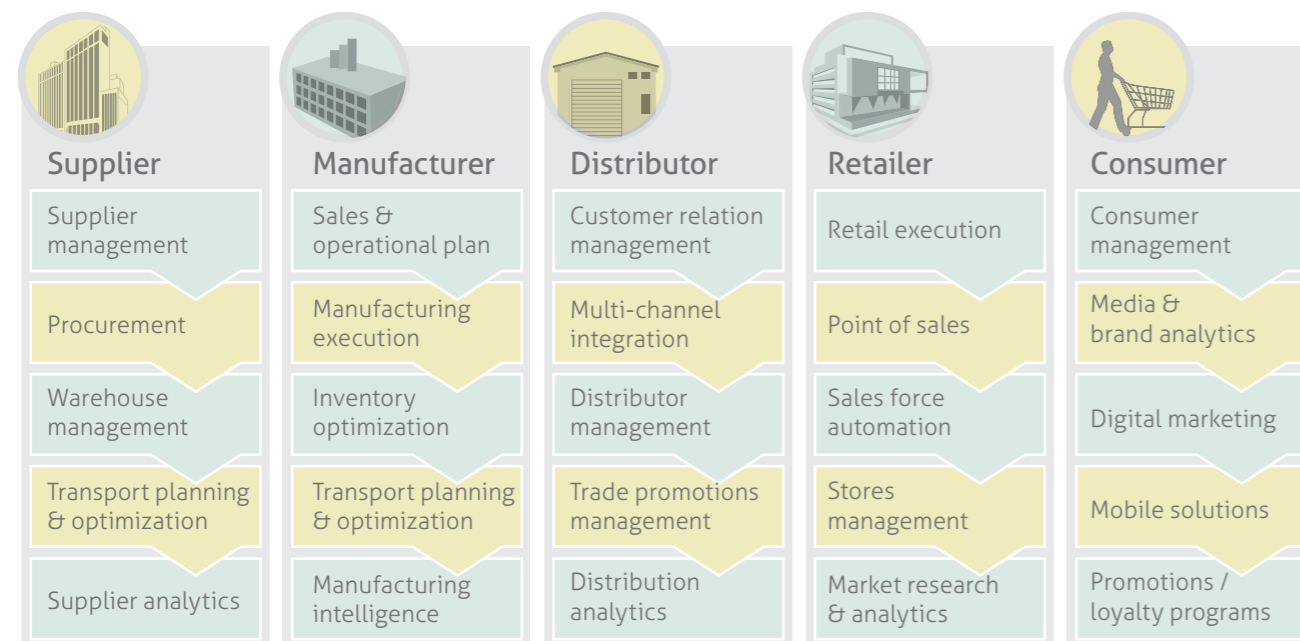 Supplier
Supplier
management
Procurement
Warehouse
management
Transport planning
& optimization
Supplier analytics
Manufacturer
Sales &
operational plan
Manufacturing
execution
Inventory
optimization
Transport planning
& optimization
Manufacturing
intelligence
Distributor
Customer relation
management
Multi-channel
integration
Distributor
management
Trade promotions
management
Distribution
analytics
Retailer
Retail execution
Point of sales
Sales force
automation
Stores
management
Market research
& analytics
Consumer
Consumer
management
Media &
brand analytics
Digital marketing
Mobile solutions
Promotions /
loyalty programs